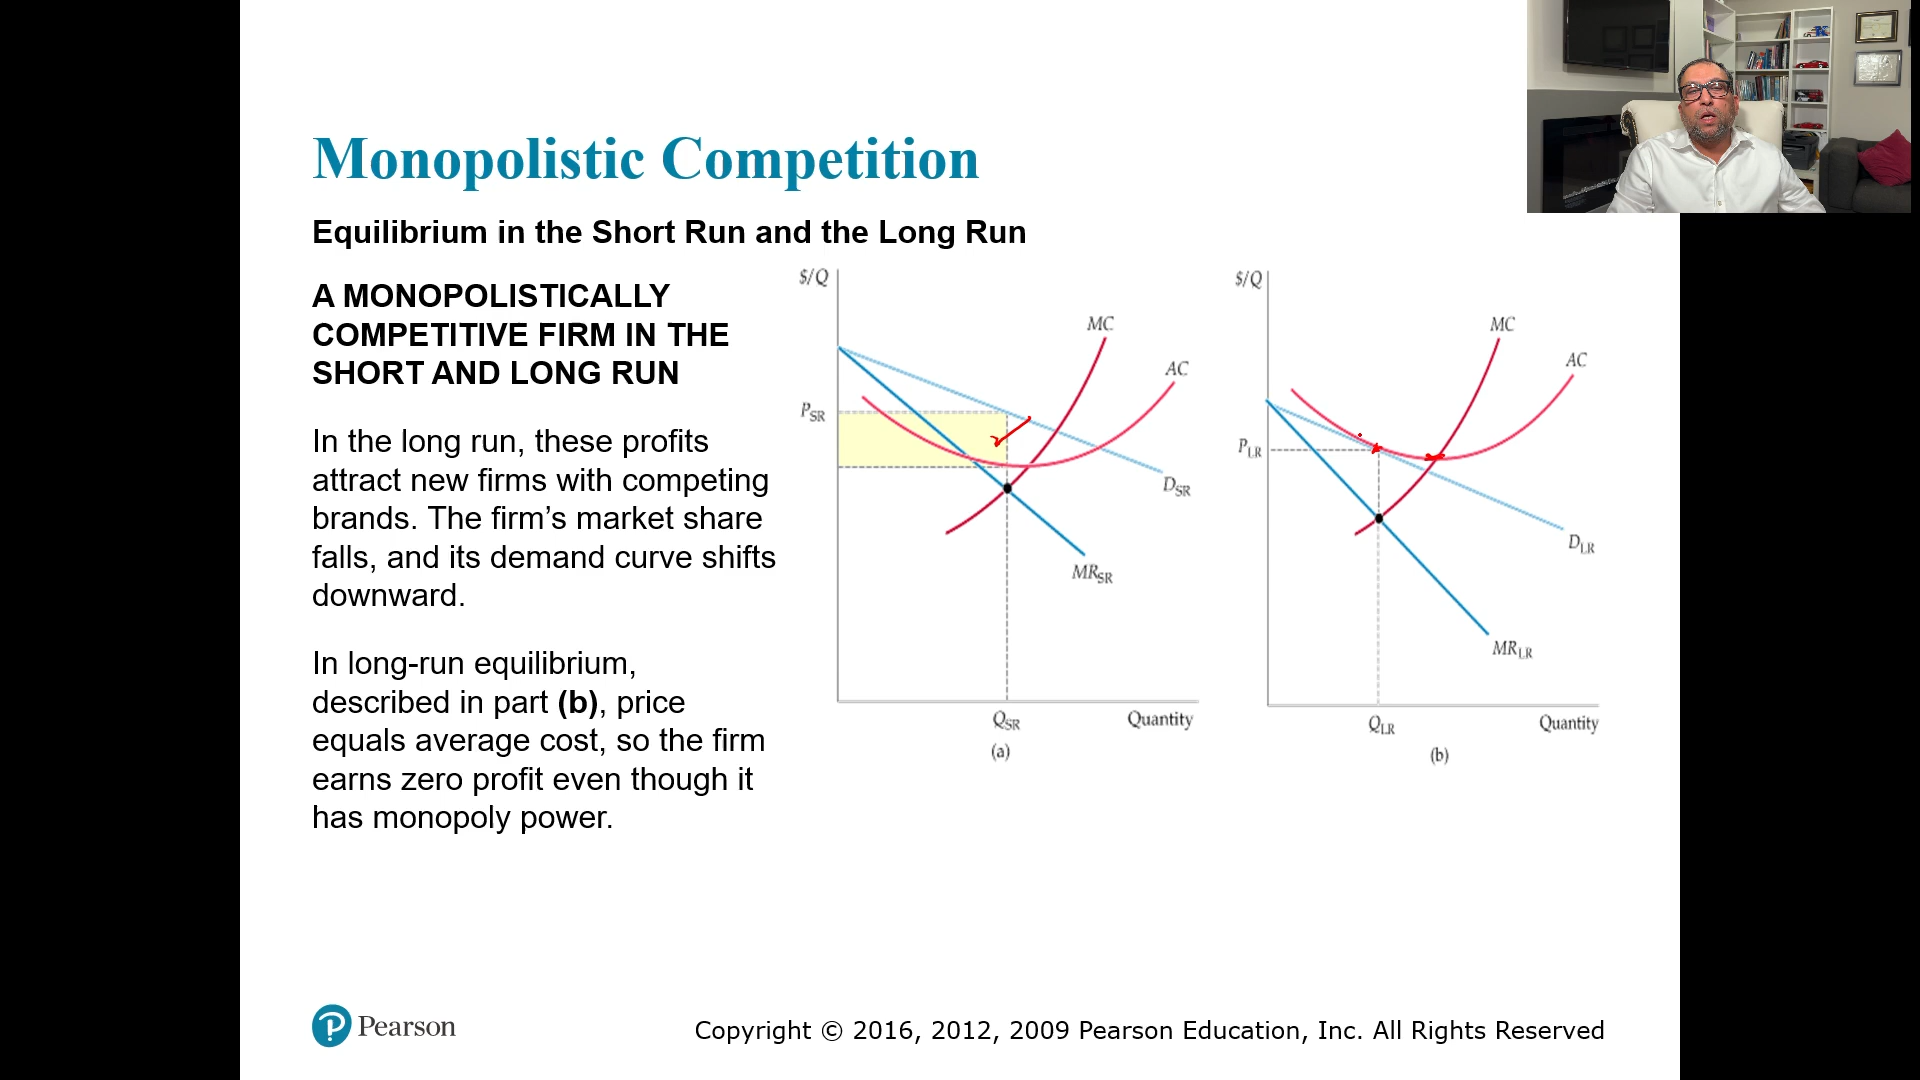 Monopolistic Competition
Equilibrium in the Short Run and the Long Run
A MONOPOLISTICALLY
COMPETITIVE FIRM IN THE
SHORT AND LONG RUN
In the long run, these profits
attract new firms with competing
brands. The firm’s market share
falls, and its demand curve shifts
downward.
In long-run equilibrium,
described in part (b), price
equals average cost, so the firm
earns zero profit even though it
has monopoly power.
$/Q
MC
AC
PSR
DSR
MRSR
QSR
Quantity
(a)
$/Q
MC
AC
PLR
DLR
MRLR
QLR
Quantity
(b)
Pearson
Copyright © 2016, 2012, 2009 Pearson Education, Inc. All Rights Reserved